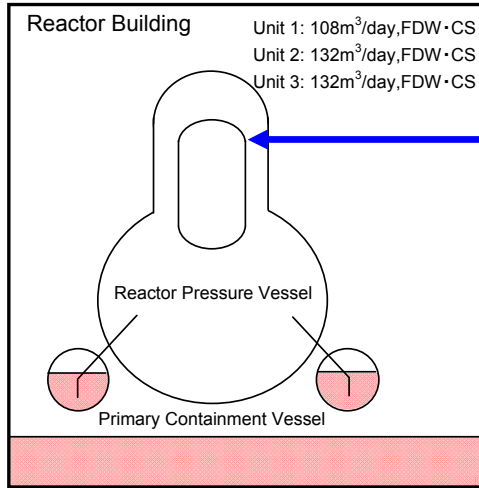 Reactor Building
Unit 1: 108m³/day,FDW・CS
Unit 2: 132m³/day,FDW・CS
Unit 3: 132m³/day,FDW・CS
Reactor Pressure Vessel
Primary Containment Vessel